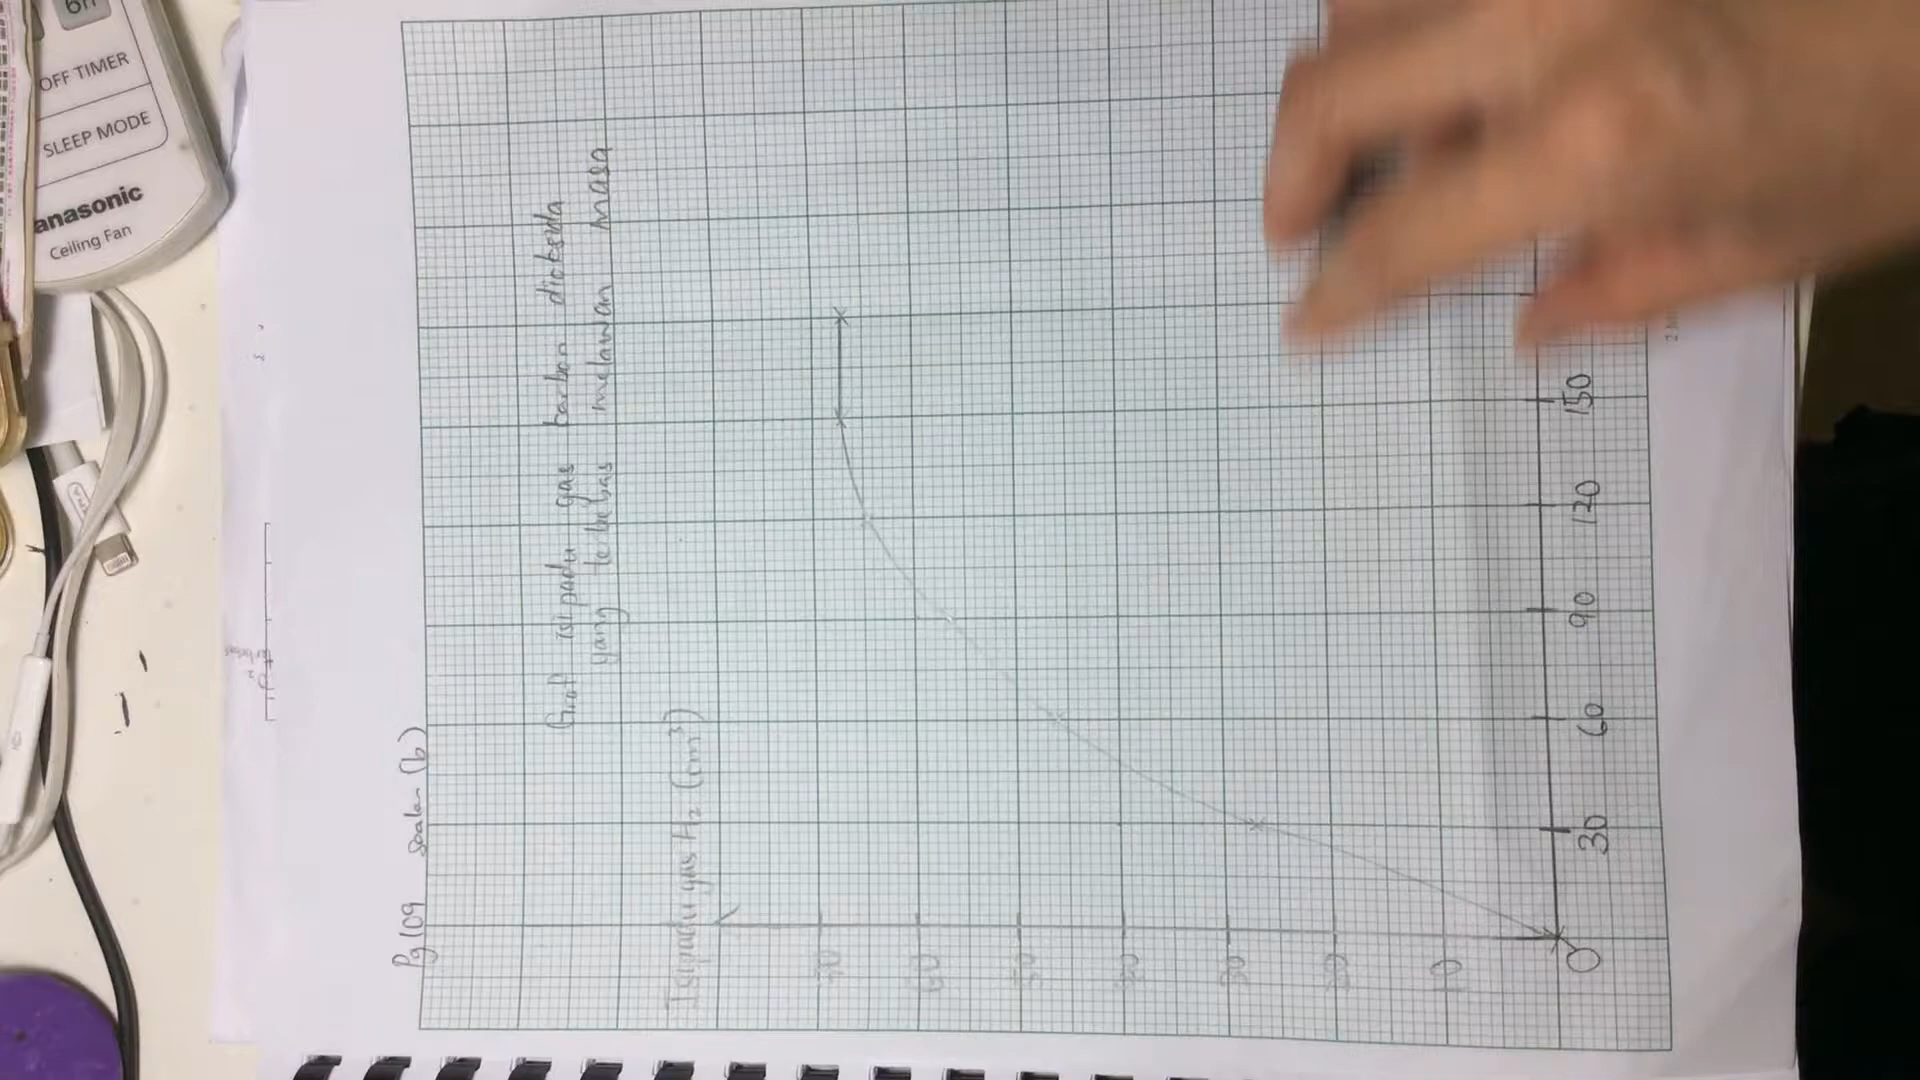 Pg 109 soalan (b)
Graf isipadu gas karbon dioksida
yang terbebas melawan masa
Isipadu gas H₂ (cm³)
70
60
50
40
30
20
10
0
30
60
90
120
150
OFF TIMER
SLEEP MODE
anasonic
Ceiling Fan